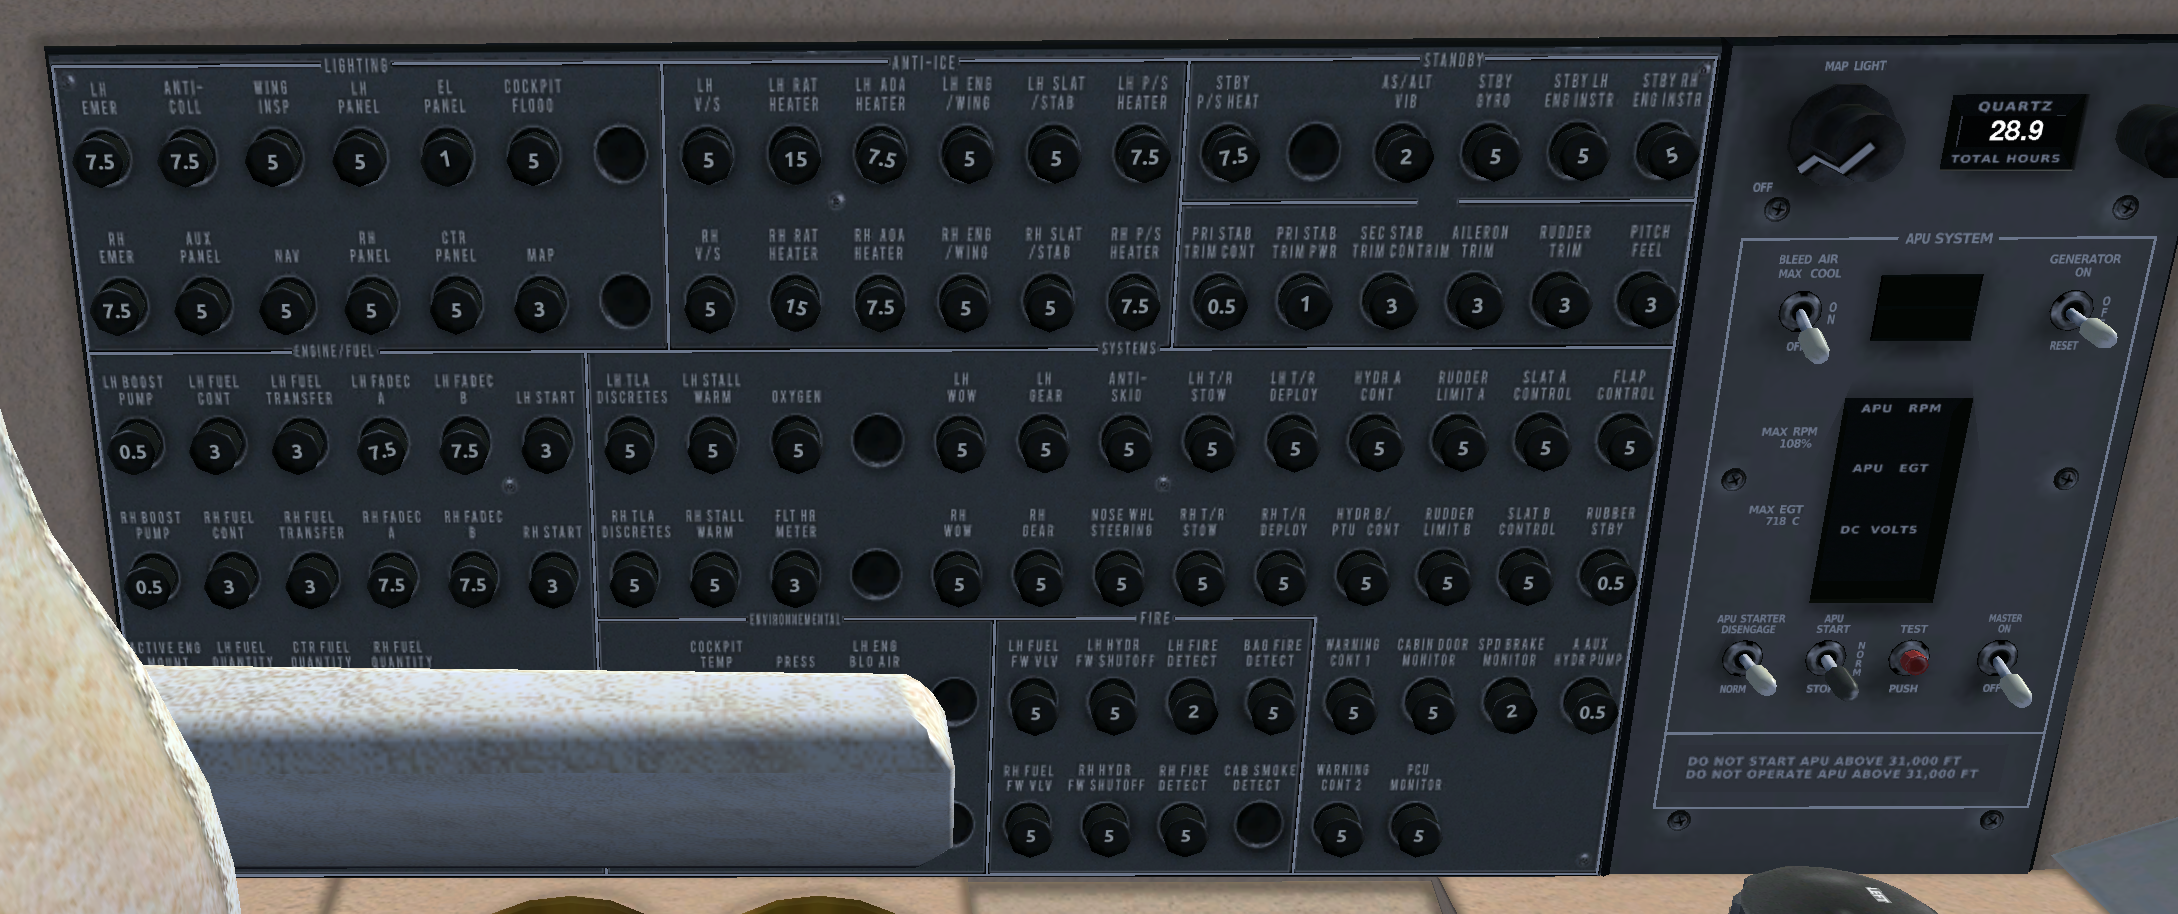 LIGHTING
ANTI-ICE
STANDBY
LH EMER
ANTI-COLL
WING INSP
LH PANEL
EL PANEL
COCKPIT FLOOD
LH V/S
LH RAT HEATER
LH AOA HEATER
LH ENG /WING
LH SLAT /STAB
LH P/S HEATER
STBY P/S HEAT
AS/ALT VIB
STBY GYRO
STBY LH ENG INSTR
STBY RH ENG INSTR
7.5 7.5 5 5 1 5 5 15 7.5 5 5 7.5 7.5 2 5 5 5
RH EMER
AUX PANEL
NAV
RH PANEL
CTR PANEL
MAP
RH V/S
RH RAT HEATER
RH AOA HEATER
RH ENG /WING
RH SLAT /STAB
RH P/S HEATER
PRI STAB TRIM CONT
PRI STAB TRIM PWR
SEC STAB TRIM CONTRIM
AILERON TRIM
RUDDER TRIM
PITCH FEEL
7.5 5 5 5 5 3 5 15 7.5 5 5 7.5 0.5 1 3 3 3 3
ENGINE/FUEL
SYSTEMS
LH BOOST PUMP
LH FUEL CONT
LH FUEL TRANSFER
LH FADEC A
LH FADEC B
LH START
LH TLA DISCRETES
LH STALL WARM
OXYGEN
LH WOW
LH GEAR
ANTI-SKID
LH T/R STOW
LH T/R DEPLOY
HYDR A CONT
RUDDER LIMIT A
SLAT A CONTROL
FLAP CONTROL
0.5 3 3 7.5 7.5 3 5 5 5 5 5 5 5 5 5 5 5 5
RH BOOST PUMP
RH FUEL CONT
RH FUEL TRANSFER
RH FADEC A
RH FADEC B
RH START
RH TLA DISCRETES
RH STALL WARM
FLT HR METER
RH WOW
RH GEAR
NOSE WHL STEERING
RH T/R STOW
RH T/R DEPLOY
HYDR B/ PTU CONT
RUDDER LIMIT B
SLAT B CONTROL
RUBBER STBY
0.5 3 3 7.5 7.5 3 5 5 3 5 5 5 5 5 5 5 5 0.5
ENVIRONNEMENTAL
FIRE
LH FUEL QUANTITY
CTR FUEL QUANTITY
RH FUEL QUANTITY
COCKPIT TEMP
PRESS
LH ENG BLO AIR
LH FUEL FW VLV
LH HYDR FW SHUTOFF
LH FIRE DETECT
BAG FIRE DETECT
WARNING CONT 1
CABIN DOOR MONITOR
SPD BRAKE MONITOR
A AUX HYDR PUMP
5 5 2 5 5 5 2 0.5
RH FUEL FW VLV
RH HYDR FW SHUTOFF
RH FIRE DETECT
CAB SMOKE DETECT
WARNING CONT 2
PCU MONITOR
5 5 5 5 5
MAP LIGHT
OFF
QUARTZ
28.9
TOTAL HOURS
APU SYSTEM
BLEED AIR
MAX COOL
ON
GENERATOR
ON
RESET
APU RPM
MAX RPM
108%
APU EGT
MAX EGT
718 C
DC VOLTS
APU STARTER
DISENGAGE
NORM
APU
START
NORM
TEST
PUSH
MASTER
ON
OFF
DO NOT START APU ABOVE 31,000 FT
DO NOT OPERATE APU ABOVE 31,000 FT